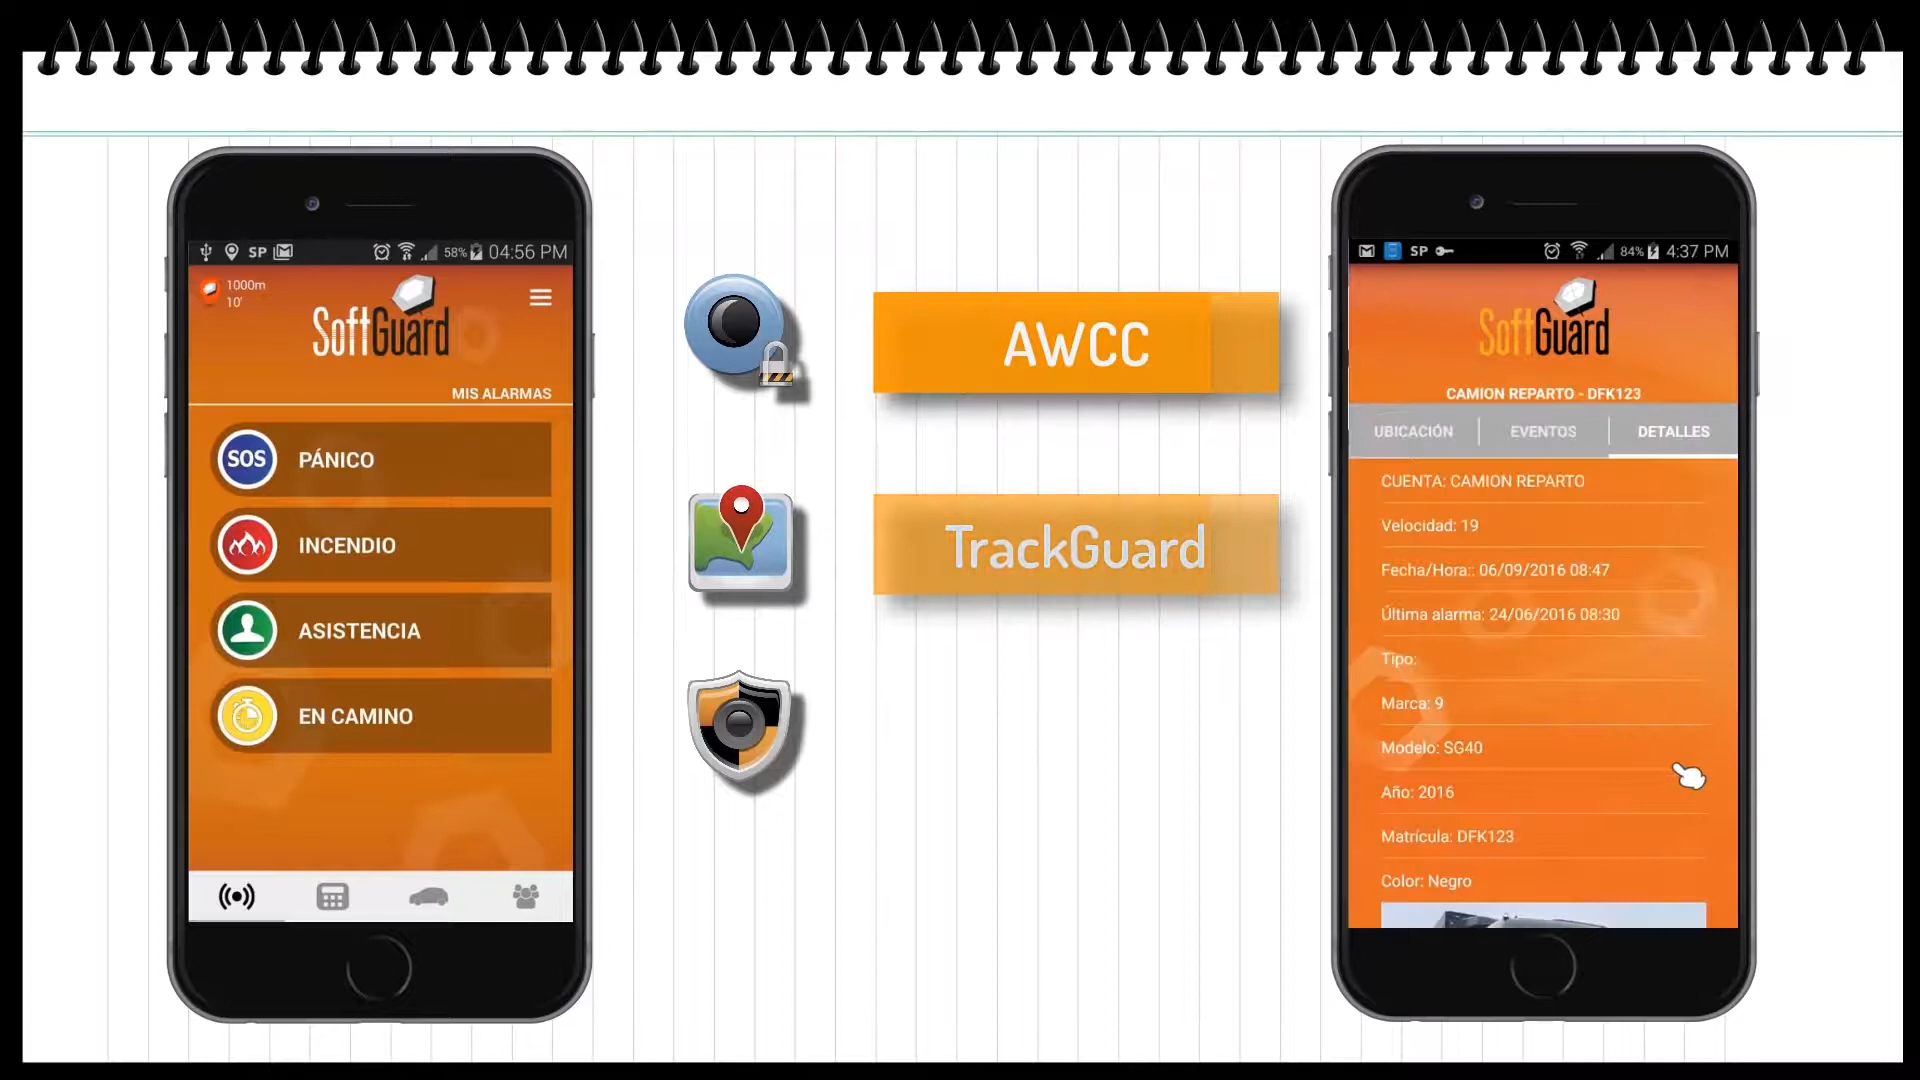 SP
58%
04:56 PM
1000m
10'
SoftGuard
MIS ALARMAS
SOS
PÁNICO
INCENDIO
ASISTENCIA
EN CAMINO
AWCC
TrackGuard
SP
84%
4:37 PM
SoftGuard
CAMION REPARTO - DFK123
UBICACIÓN
EVENTOS
DETALLES
CUENTA: CAMION REPARTO
Velocidad: 19
Fecha/Hora:: 06/09/2016 08:47
Última alarma: 24/06/2016 08:30
Tipo:
Marca: 9
Modelo: SG40
Año: 2016
Matrícula: DFK123
Color: Negro